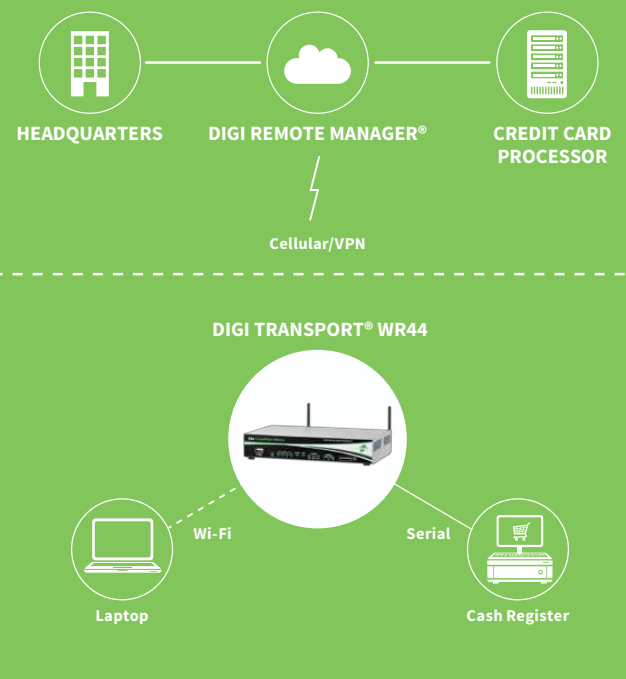 HEADQUARTERS
DIGI REMOTE MANAGER®
CREDIT CARD
PROCESSOR
Cellular/VPN
DIGI TRANSPORT® WR44
Wi-Fi
Serial
Laptop
Cash Register